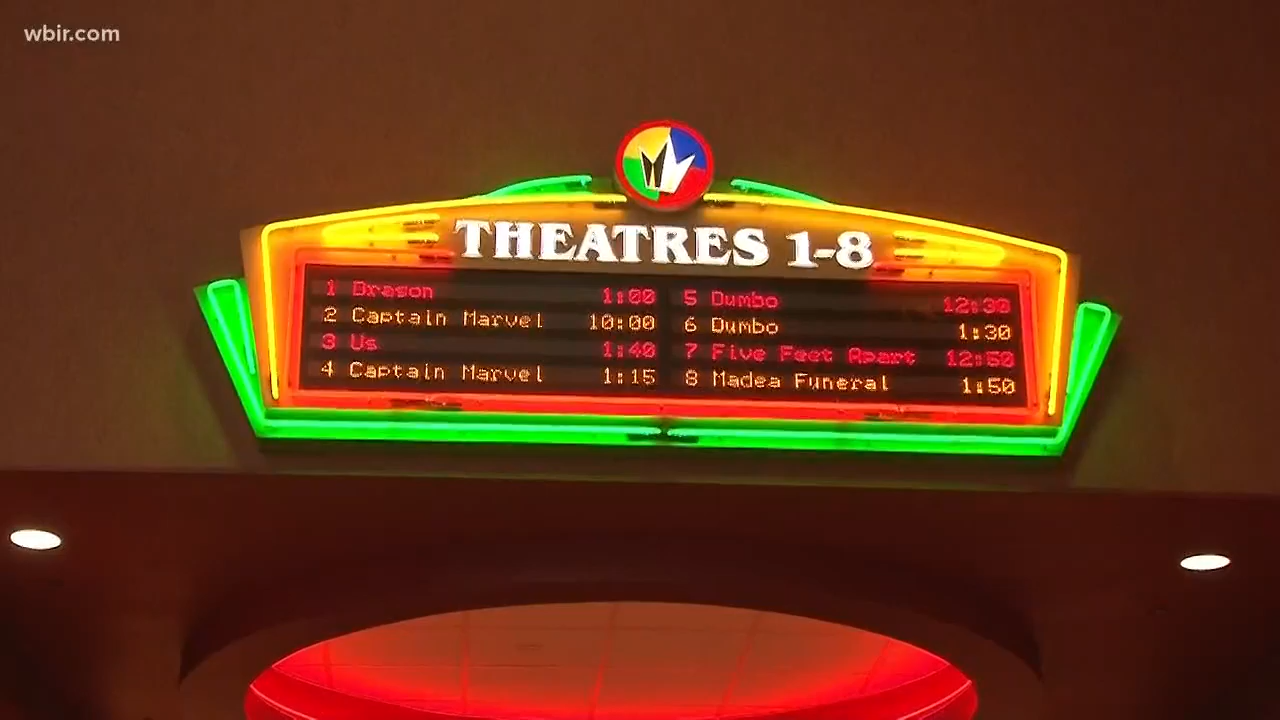 wbir.com
THEATRES 1-8
1 Dragon 1:00
2 Captain Marvel 10:00
3 Us 1:40
4 Captain Marvel 1:15
5 Dumbo 12:30
6 Dumbo 1:30
7 Five Feet Apart 12:50
8 Madea Funeral 1:50